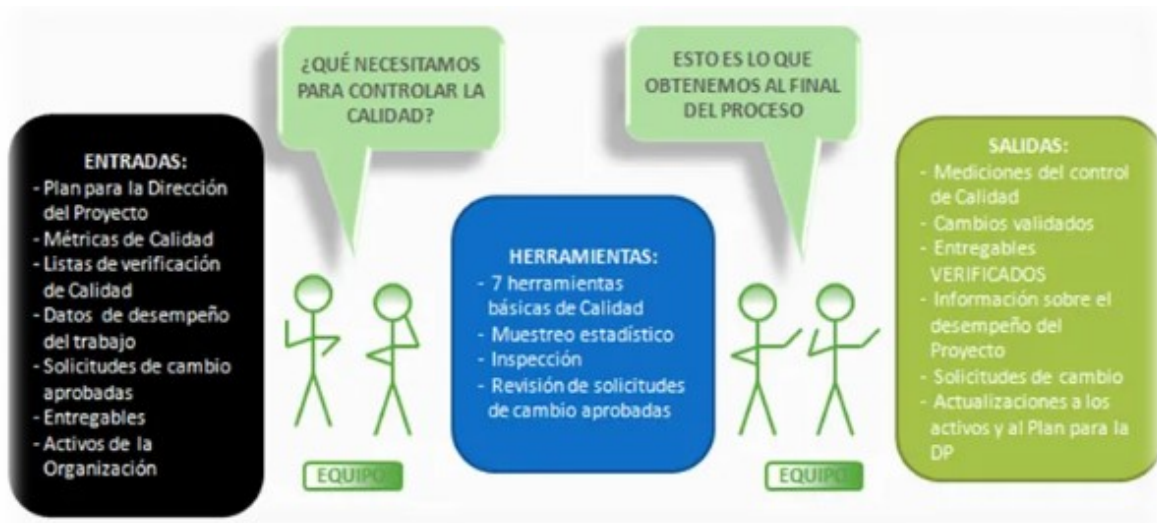 ¿QUÉ NECESITAMOS
PARA CONTROLAR LA
CALIDAD?
ESTO ES LO QUE
OBTENEMOS AL FINAL
DEL PROCESO
ENTRADAS:
- Plan para la Dirección
del Proyecto
- Métricas de Calidad
- Listas de verificación
de Calidad
- Datos de desempeño
del trabajo
- Solicitudes de cambio
aprobadas
- Entregables
- Activos de la
Organización
HERRAMIENTAS:
- 7 herramientas
básicas de Calidad
- Muestreo estadístico
- Inspección
- Revisión de solicitudes
de cambio aprobadas
SALIDAS:
- Mediciones del control
de Calidad
- Cambios validados
- Entregables
VERIFICADOS
- Información sobre el
desempeño del
Proyecto
- Solicitudes de cambio
- Actualizaciones a los
activos y al Plan para la
DP
EQUIPO
EQUIPO